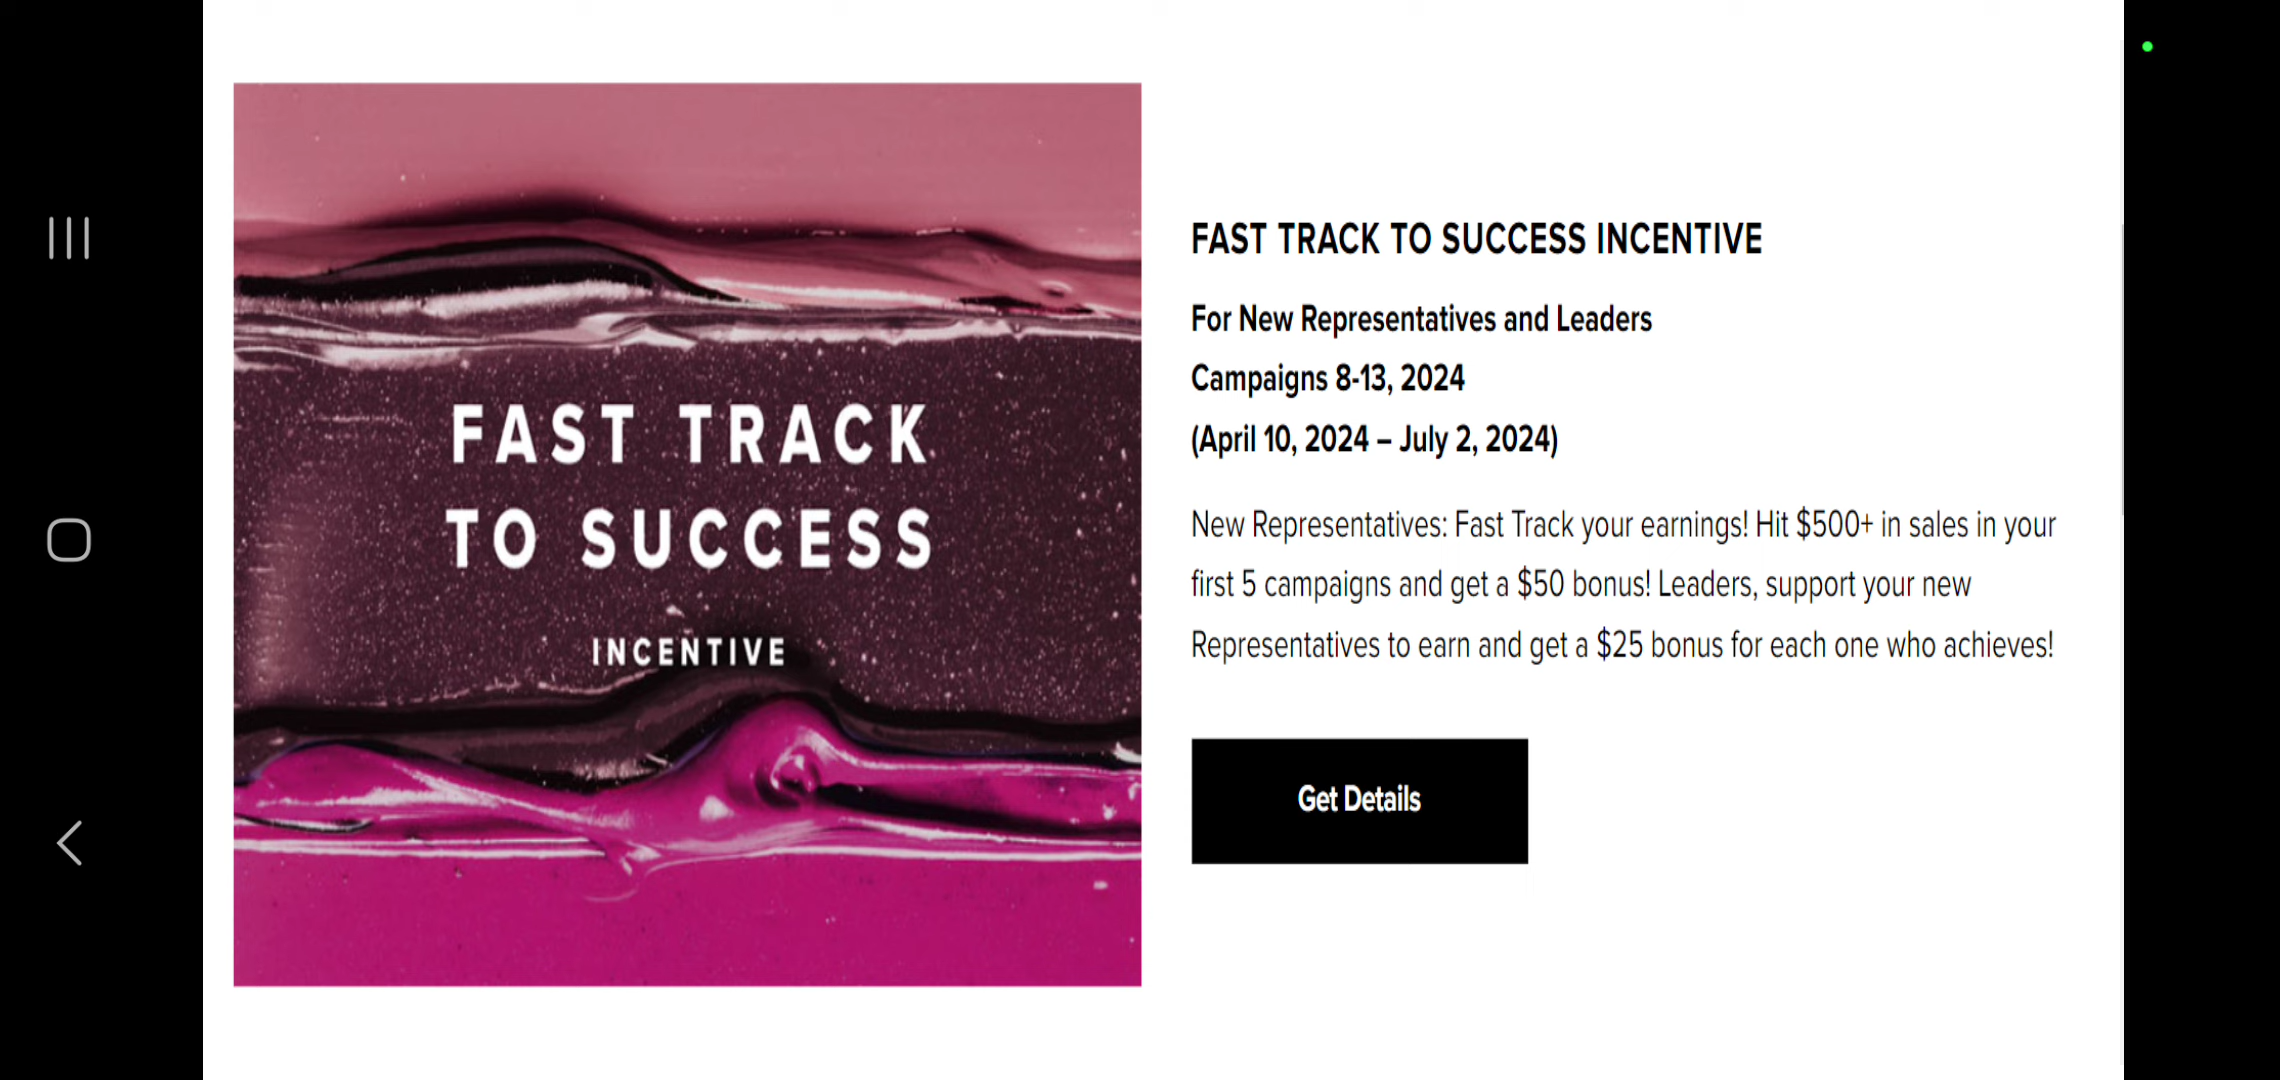 FAST TRACK
TO SUCCESS
INCENTIVE
FAST TRACK TO SUCCESS INCENTIVE
For New Representatives and Leaders
Campaigns 8-13, 2024
(April 10, 2024 – July 2, 2024)
New Representatives: Fast Track your earnings! Hit $500+ in sales in your
first 5 campaigns and get a $50 bonus! Leaders, support your new
Representatives to earn and get a $25 bonus for each one who achieves!
Get Details